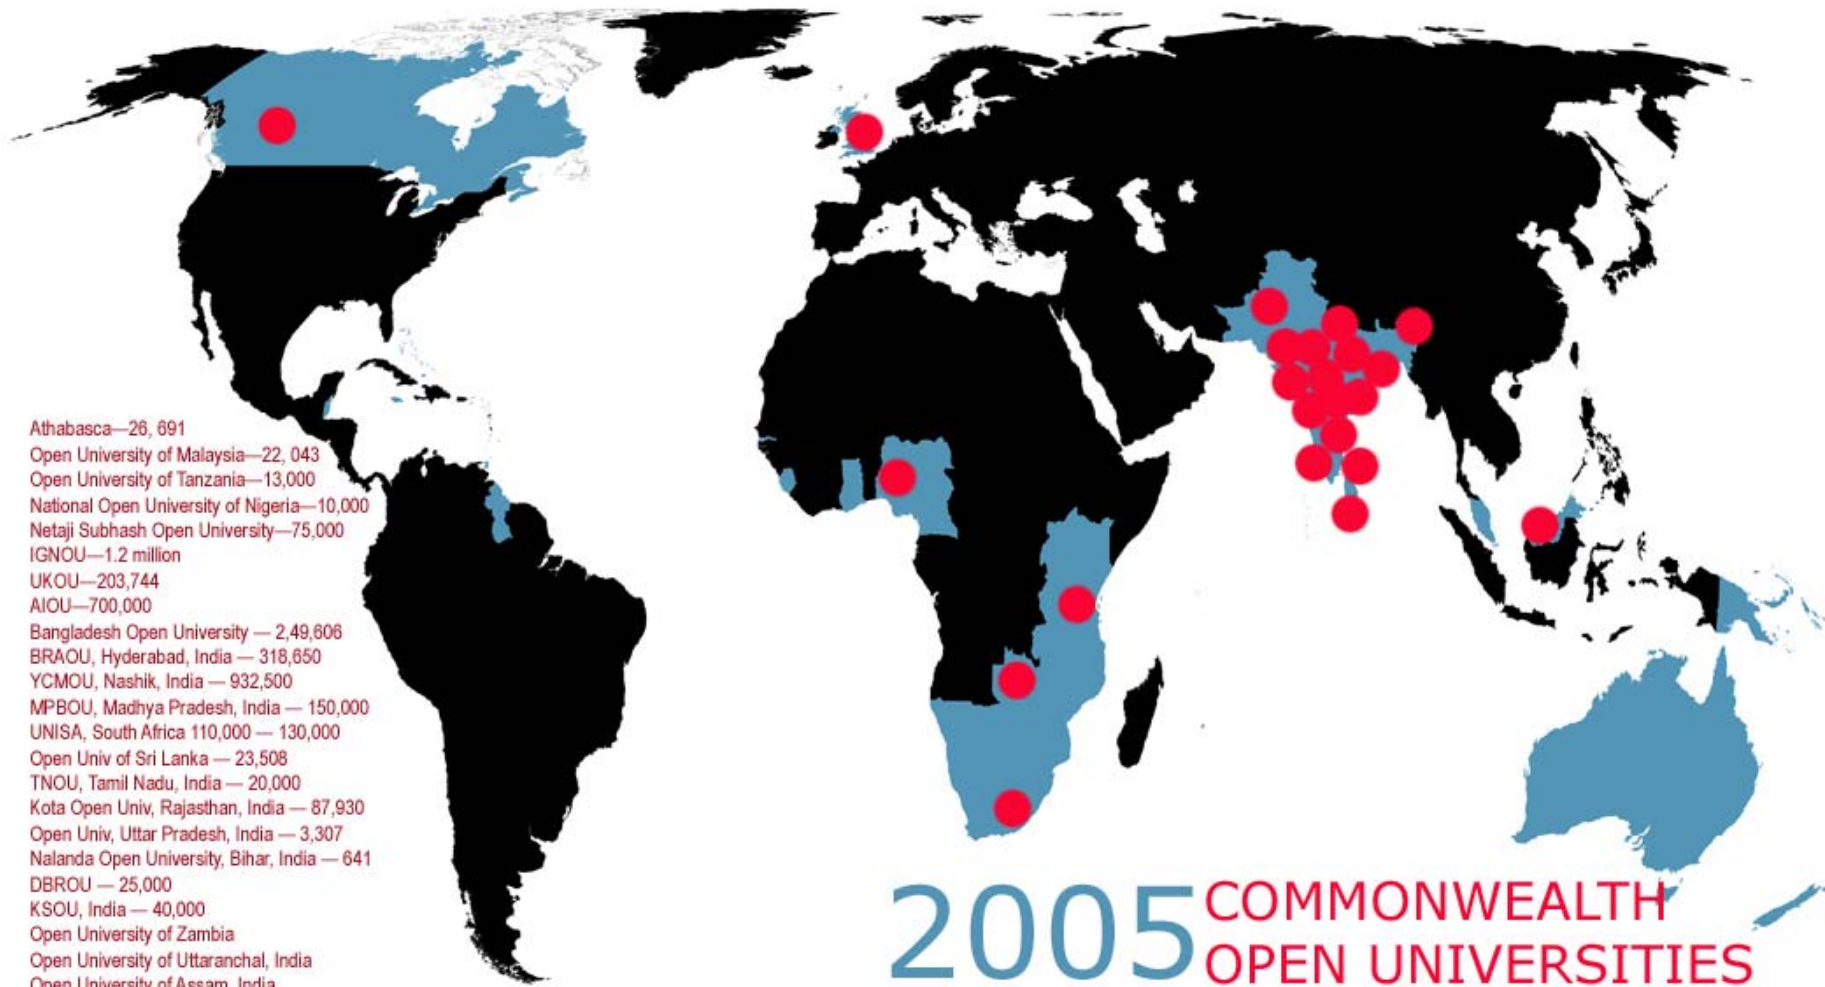 Athabasca—26, 691
Open University of Malaysia—22, 043
Open University of Tanzania—13,000
National Open University of Nigeria—10,000
Netaji Subhash Open University—75,000
IGNOU—1.2 million
UKOU—203,744
AIOU—700,000
Bangladesh Open University — 2,49,606
BRAOU, Hyderabad, India — 318,650
YCMOU, Nashik, India — 932,500
MPBOU, Madhya Pradesh, India — 150,000
UNISA, South Africa 110,000 — 130,000
Open Univ of Sri Lanka — 23,508
TNOU, Tamil Nadu, India — 20,000
Kota Open Univ, Rajasthan, India — 87,930
Open Univ, Uttar Pradesh, India — 3,307
Nalanda Open University, Bihar, India — 641
DBROU — 25,000
KSOU, India — 40,000
Open University of Zambia
Open University of Uttaranchal, India
Open University of Assam, India
2005 COMMONWEALTH
OPEN UNIVERSITIES